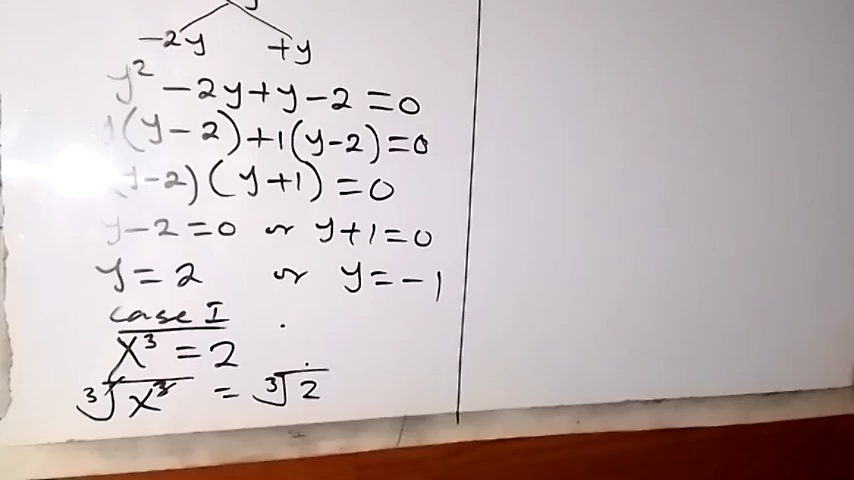 -2y +y
y² - 2y + y - 2 = 0
y(y - 2) + 1(y - 2) = 0
(y - 2)(y + 1) = 0
y - 2 = 0 or y + 1 = 0
y = 2 or y = -1
case I
x³ = 2
∛x³ = ∛2